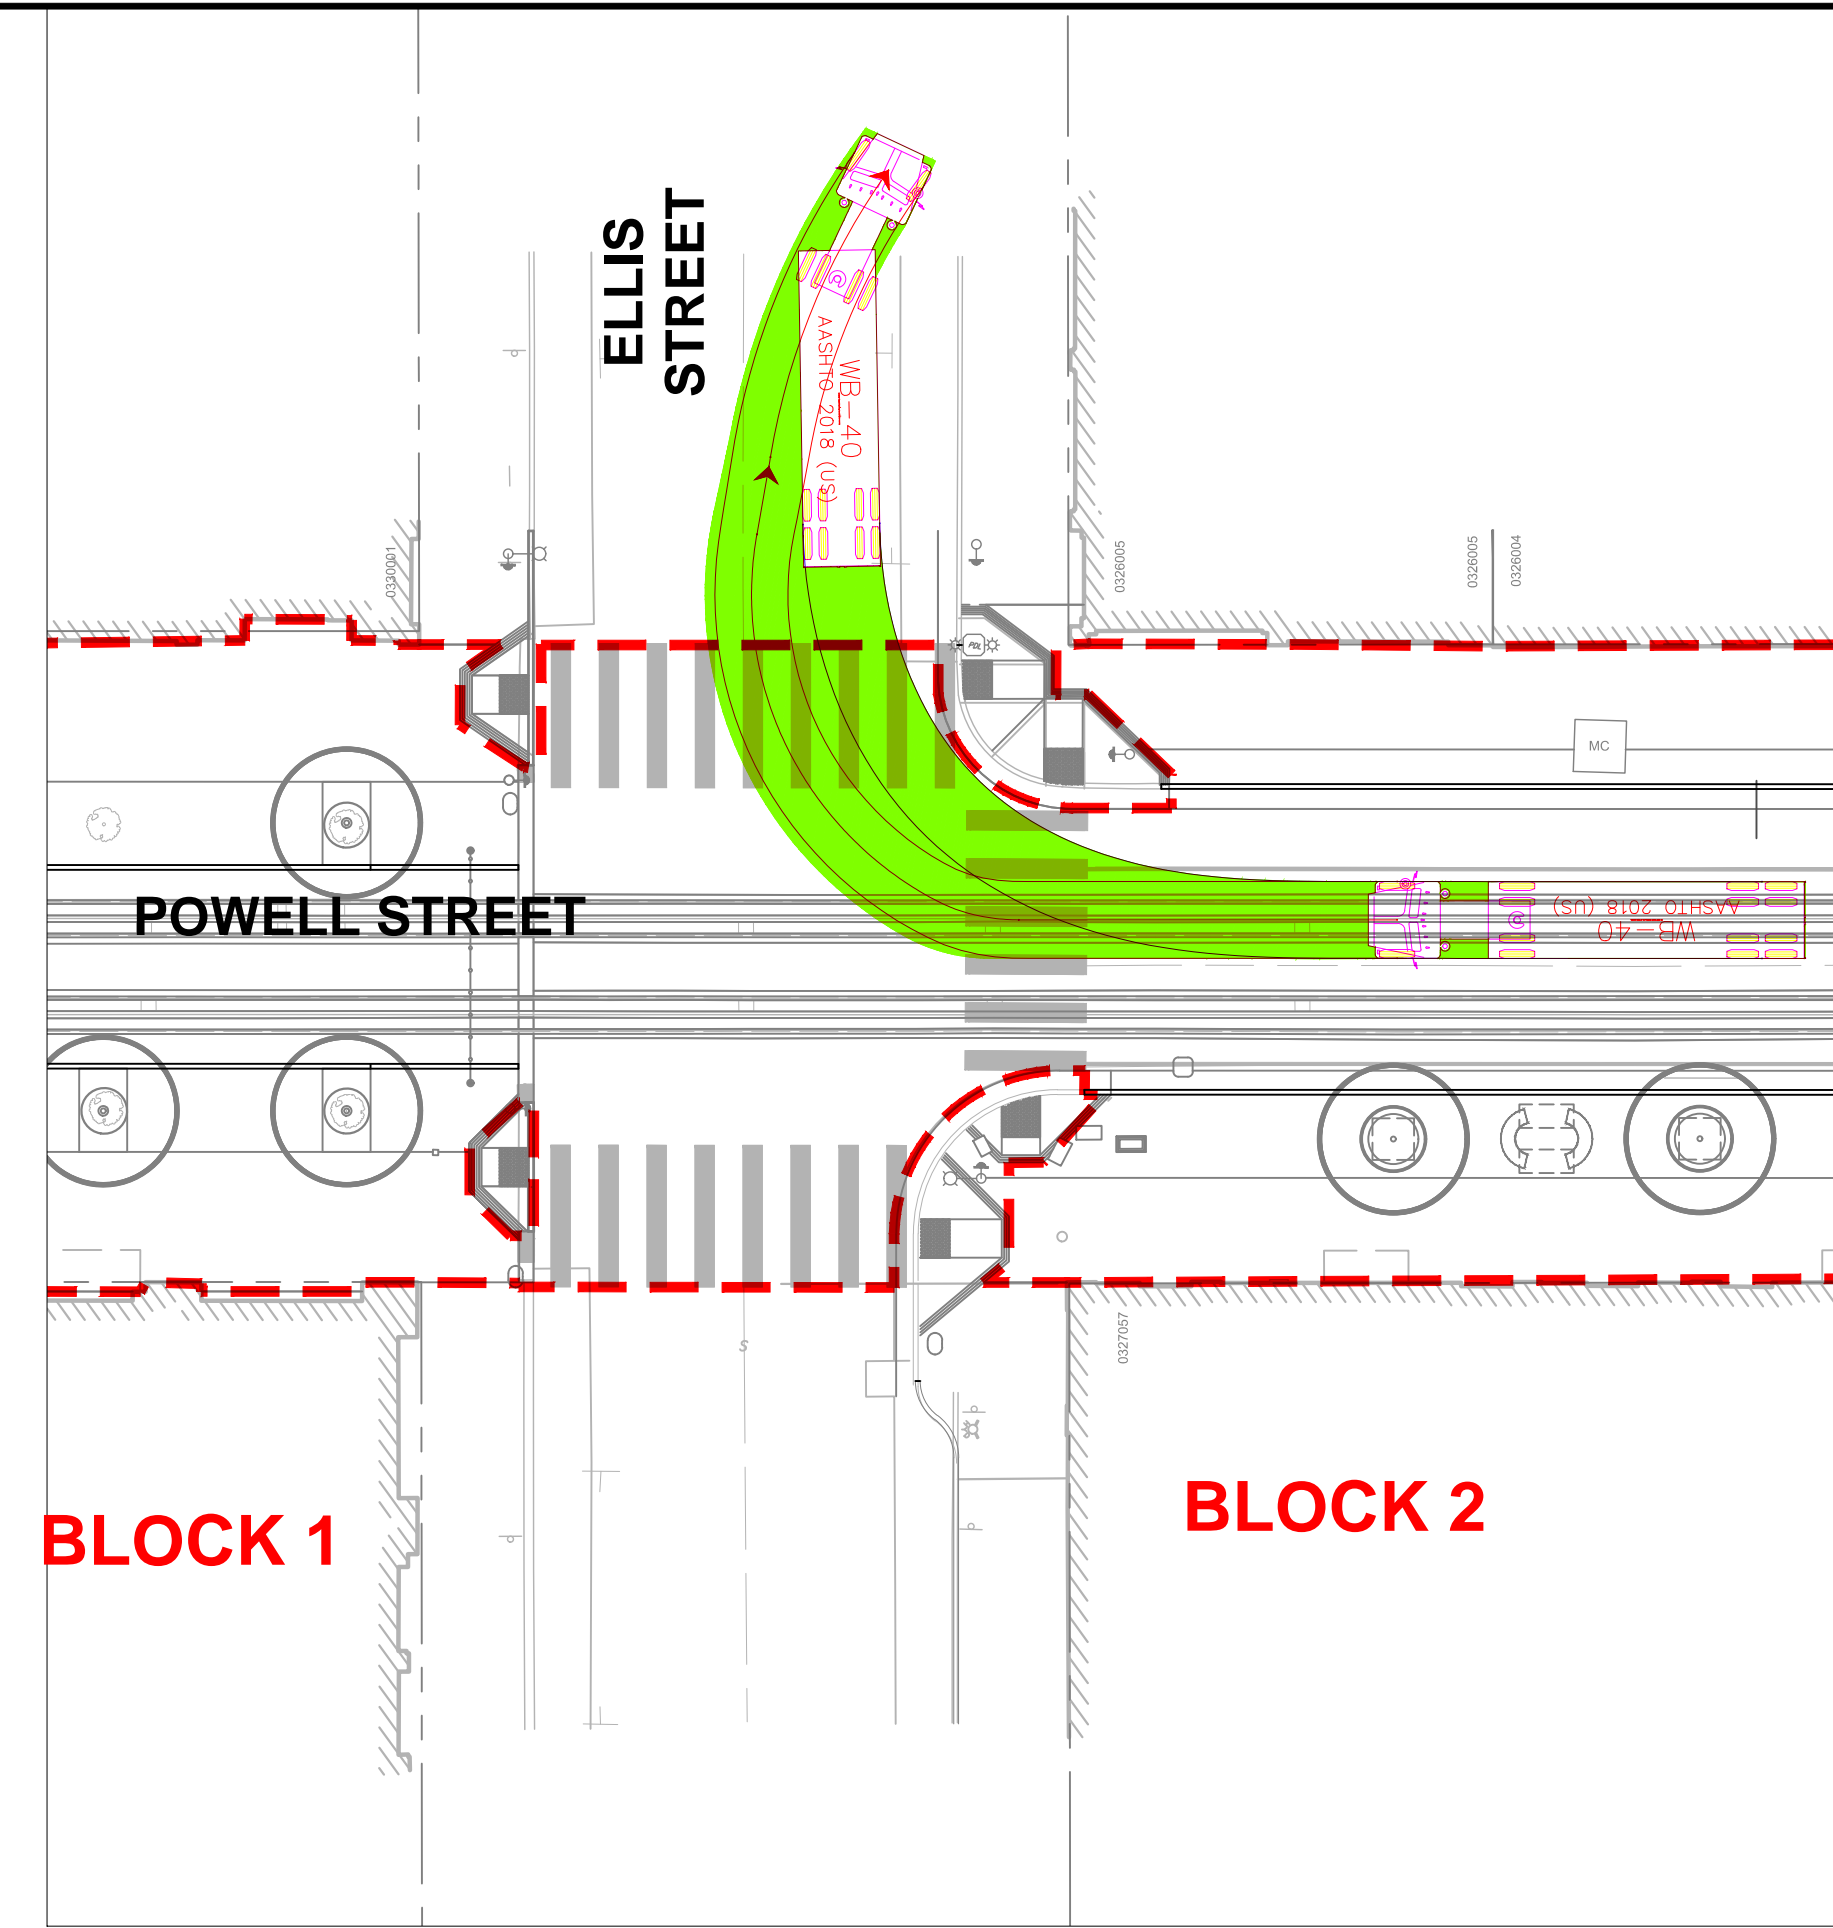 ELLIS
STREET
WB-40
AASHTO 2018 (US)
0330001
0326005
0326005
0326004
PDL
MC
POWELL STREET
AASHTO 2018 (US)
WB-40
S
0327057
BLOCK 1
BLOCK 2